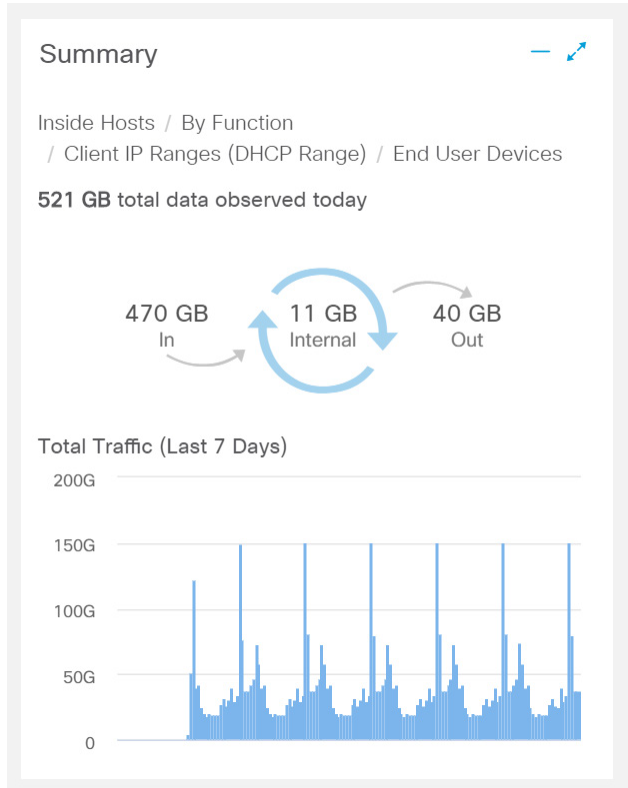 Summary
Inside Hosts / By Function
/ Client IP Ranges (DHCP Range) / End User Devices
521 GB total data observed today
470 GB 11 GB 40 GB
In Internal Out
Total Traffic (Last 7 Days)
200G
150G
100G
50G
0